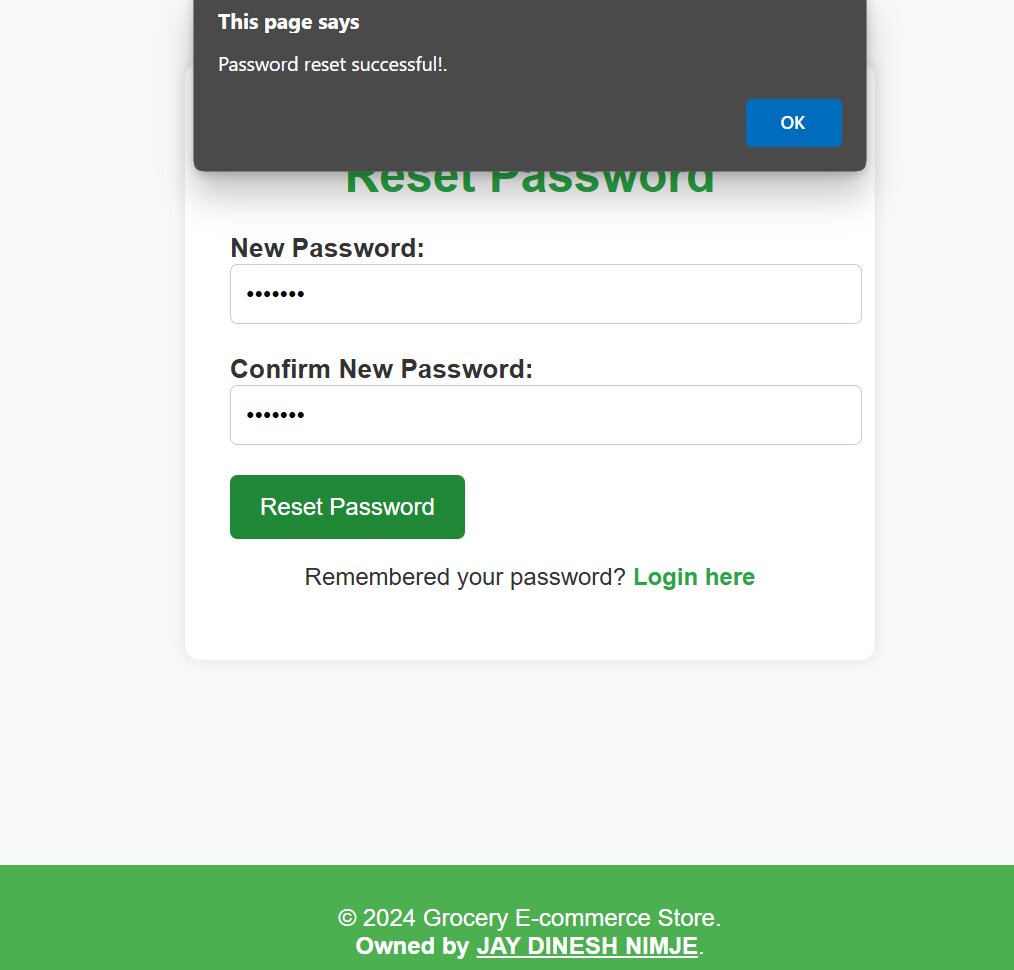 This page says
Password reset successful!.
OK
Reset Password
New Password:
•••••••
Confirm New Password:
•••••••
Reset Password
Remembered your password? Login here
© 2024 Grocery E-commerce Store.
Owned by JAY DINESH NIMJE.